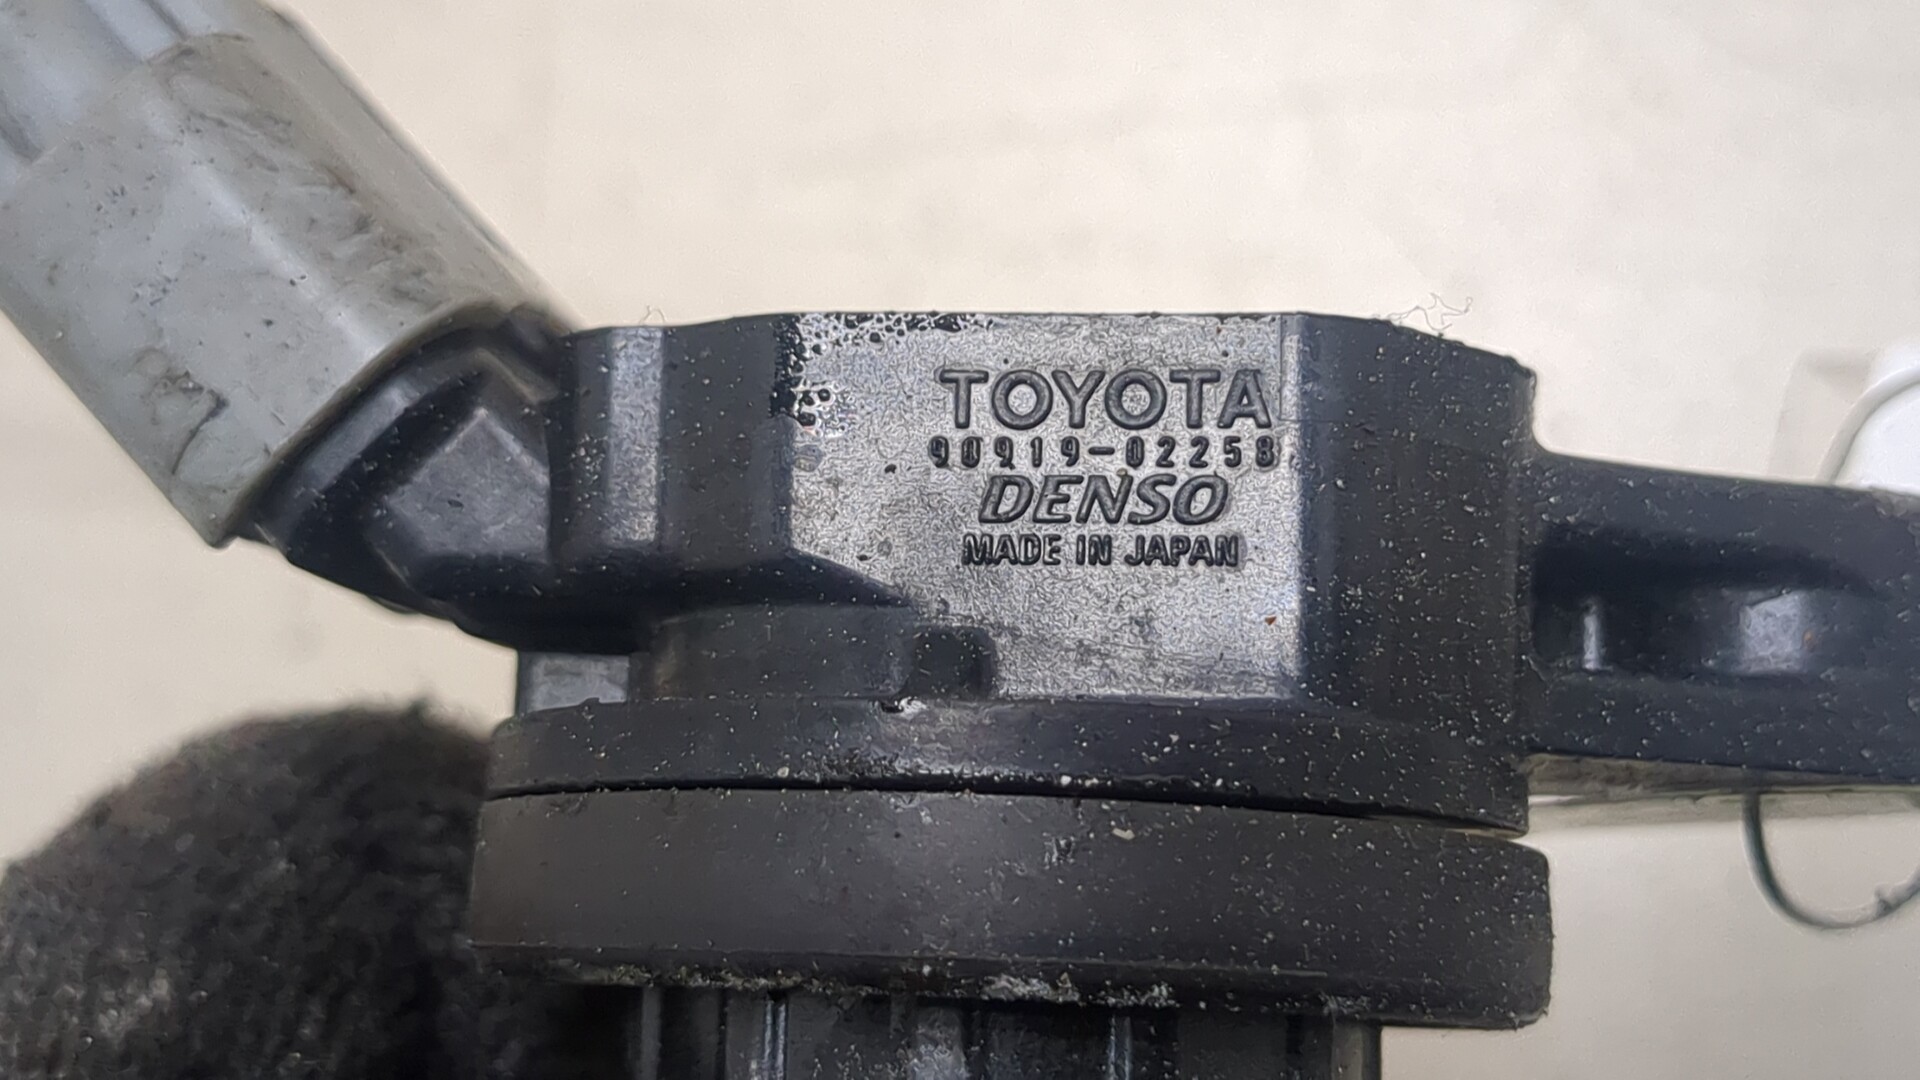 TOYOTA
90919-02258
DENSO
MADE IN JAPAN